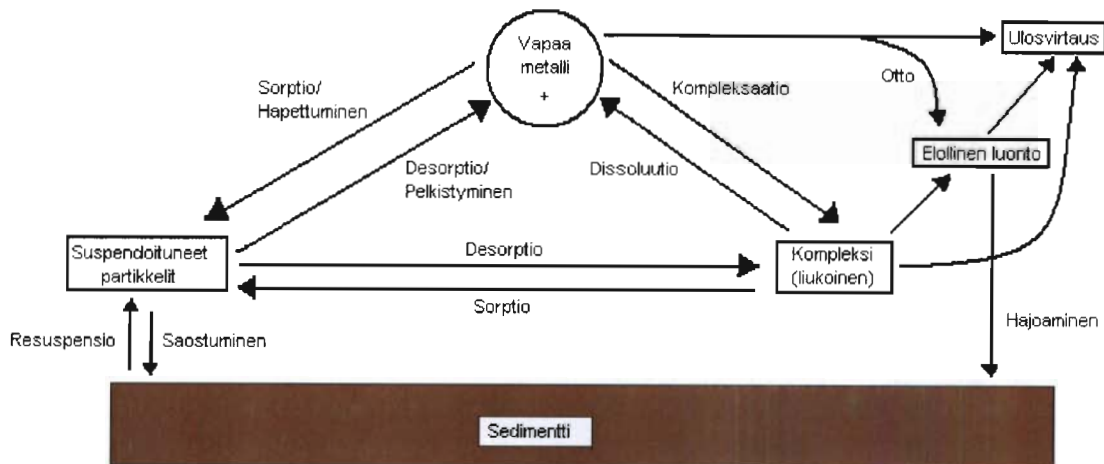 Vapaa
metalli
+
Ulosvirtaus
Sorptio/
Hapettuminen
Kompleksaatio
Otto
Desorptio/
Pelkistyminen
Dissoluutio
Elollinen luonto
Suspendoituneet
partikkelit
Desorptio
Kompleksi
(liukoinen)
Sorptio
Resuspensio
Saostuminen
Hajoaminen
Sedimentti